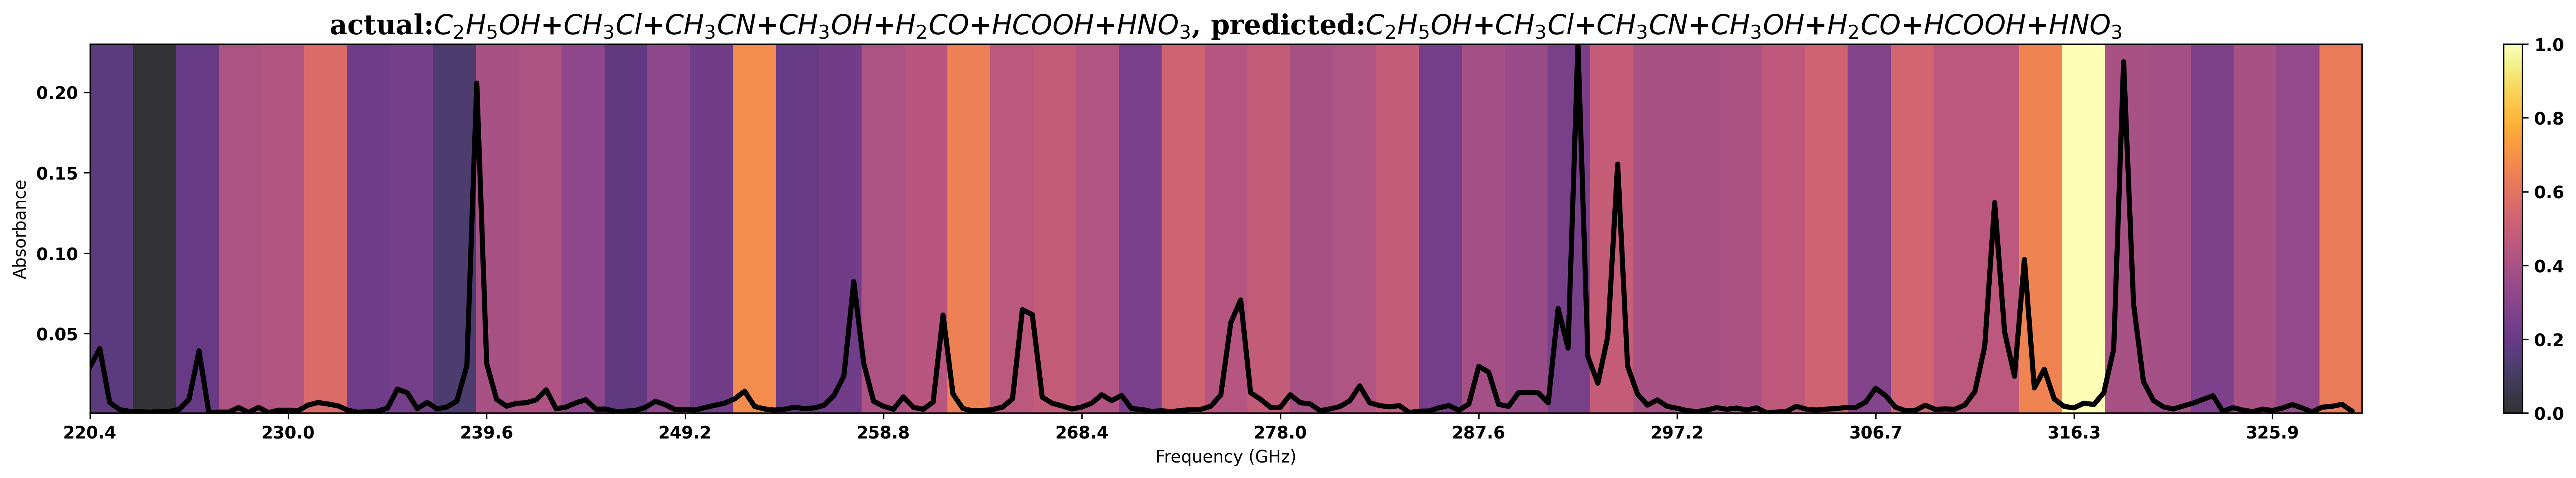 actual:C₂H₅OH+CH₃Cl+CH₃CN+CH₃OH+H₂CO+HCOOH+HNO₃, predicted:C₂H₅OH+CH₃Cl+CH₃CN+CH₃OH+H₂CO+HCOOH+HNO₃
Absorbance
0.20
0.15
0.10
0.05
220.4 230.0 239.6 249.2 258.8 268.4 278.0 287.6 297.2 306.7 316.3 325.9
Frequency (GHz)
1.0
0.8
0.6
0.4
0.2
0.0